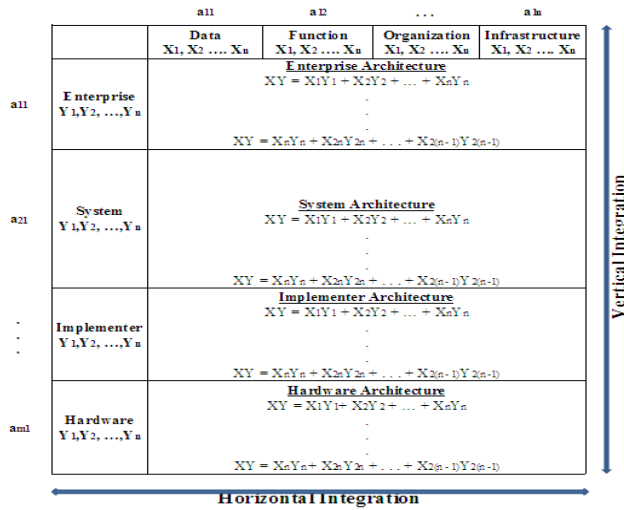 a11 a12 . . . a1n
Data Function Organization Infrastructure
X1, X2 .... Xn X1, X2 .... Xn X1, X2 .... Xn X1, X2 .... Xn
Enterprise Architecture
XY = X1Y1 + X2Y2 + ... + XnYn
a11 Enterprise
Y1,Y2, ...,Yn
.
.
.
XY = XnYn + X2nY2n + . . . + X2(n-1)Y2(n-1)
System Architecture
a21 System
Y1,Y2, ...,Yn
XY = X1Y1 + X2Y2 + ... + XnYn
.
.
.
XY = XnYn + X2nY2n + . . . + X2(n-1)Y2(n-1)
Implementer Architecture
XY = X1Y1 + X2Y2 + ... + XnYn
.
.
.
Implementer
Y1,Y2, ...,Yn
.
.
.
XY = XnYn + X2nY2n + . . . + X2(n-1)Y2(n-1)
Hardware Architecture
XY = X1Y1+ X2Y2 + ... + XnYn
am1 Hardware
Y1,Y2, ...,Yn
.
.
.
XY = XnYn+ X2nY2n + . . . + X2(n-1)Y2(n-1)
Vertical Integration
Horizontal Integration